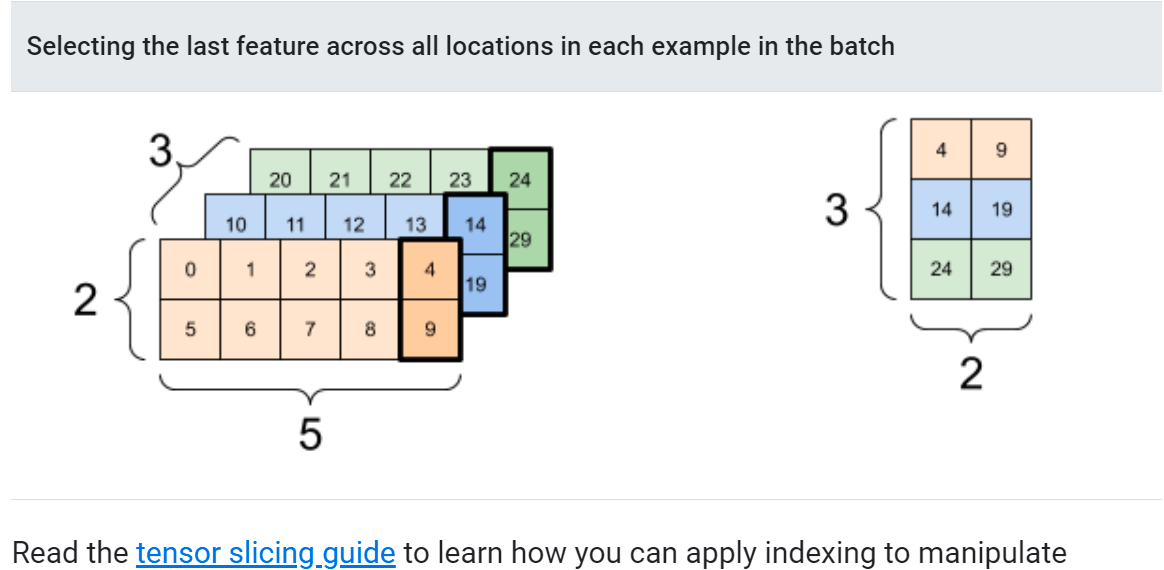 Selecting the last feature across all locations in each example in the batch
3
20 21 22 23 24
10 11 12 13 14
29
0 1 2 3 4
19
2
5 6 7 8 9
5
4 9
3
14 19
24 29
2
Read the tensor slicing guide to learn how you can apply indexing to manipulate